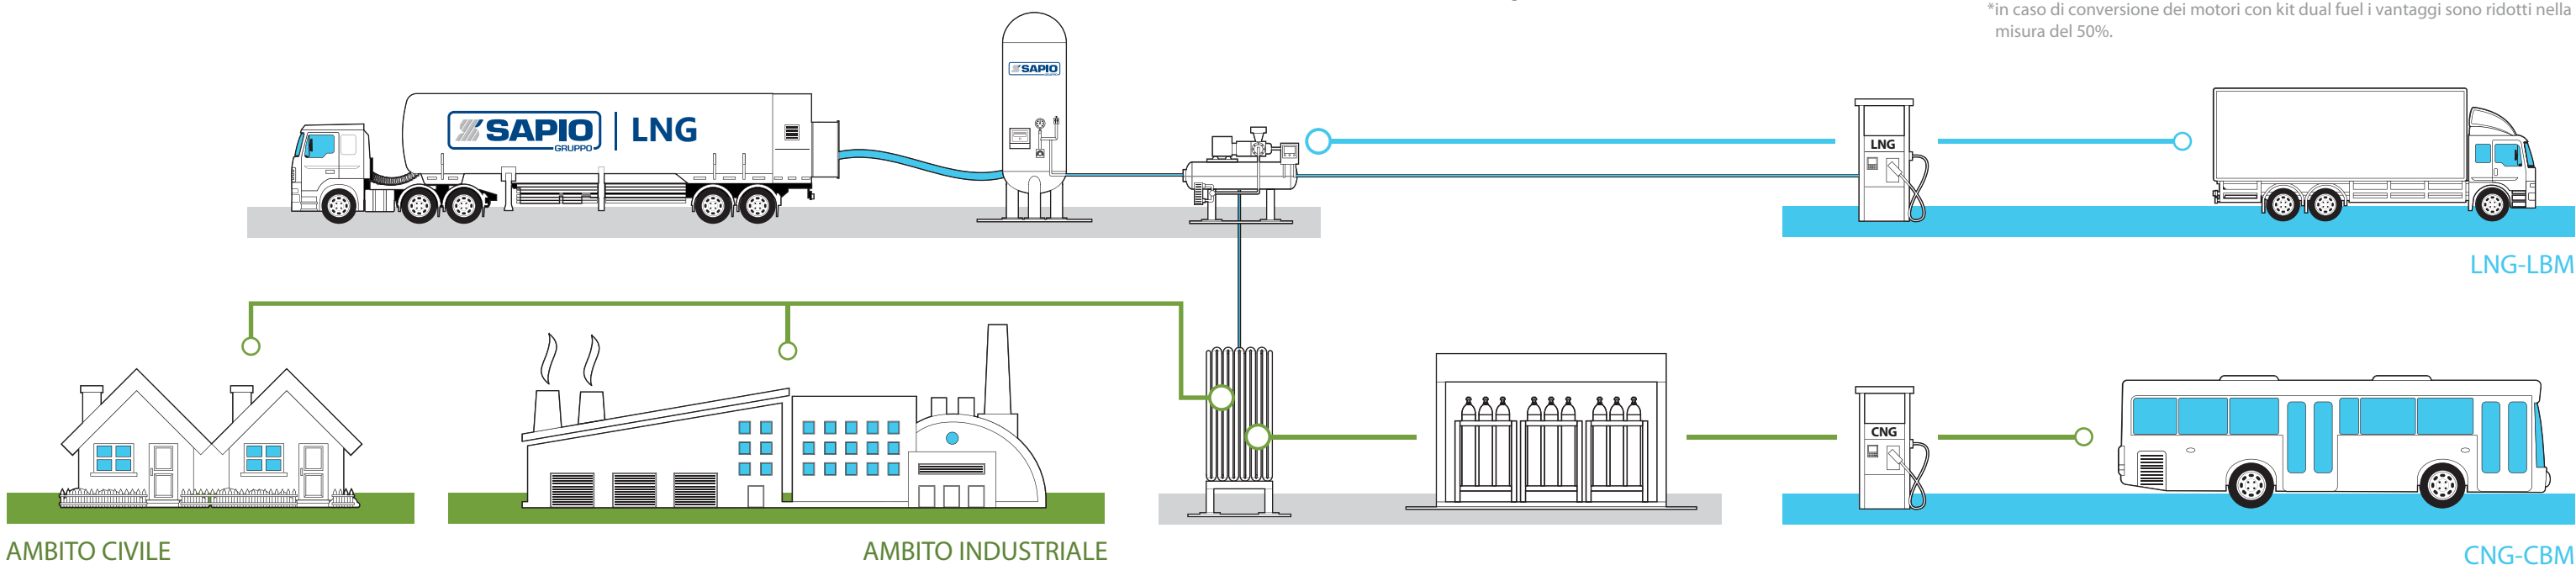 *in caso di conversione dei motori con kit dual fuel i vantaggi sono ridotti nella
misura del 50%.
SAPIO
SAPIO | LNG
GRUPPO
LNG
LNG-LBM
CNG
AMBITO CIVILE
AMBITO INDUSTRIALE
CNG-CBM